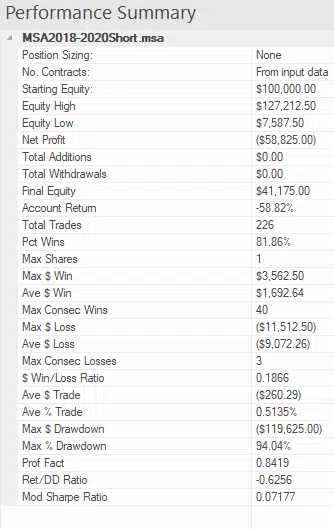 Performance Summary
MSA2018-2020Short.msa
Position Sizing: None
No. Contracts: From input data
Starting Equity: $100,000.00
Equity High $127,212.50
Equity Low $7,587.50
Net Profit ($58,825.00)
Total Additions $0.00
Total Withdrawals $0.00
Final Equity $41,175.00
Account Return -58.82%
Total Trades 226
Pct Wins 81.86%
Max Shares 1
Max $ Win $3,562.50
Ave $ Win $1,692.64
Max Consec Wins 40
Max $ Loss ($11,512.50)
Ave $ Loss ($9,072.26)
Max Consec Losses 3
$ Win/Loss Ratio 0.1866
Ave $ Trade ($260.29)
Ave % Trade 0.5135%
Max $ Drawdown ($119,625.00)
Max % Drawdown 94.04%
Prof Fact 0.8419
Ret/DD Ratio -0.6256
Mod Sharpe Ratio 0.07177